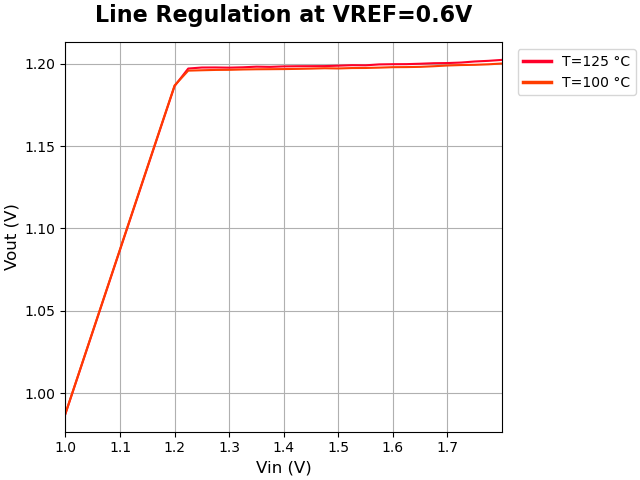 Line Regulation at VREF=0.6V
T=125 °C
T=100 °C
Vout (V)
1.20
1.15
1.10
1.05
1.00
1.0 1.1 1.2 1.3 1.4 1.5 1.6 1.7
Vin (V)